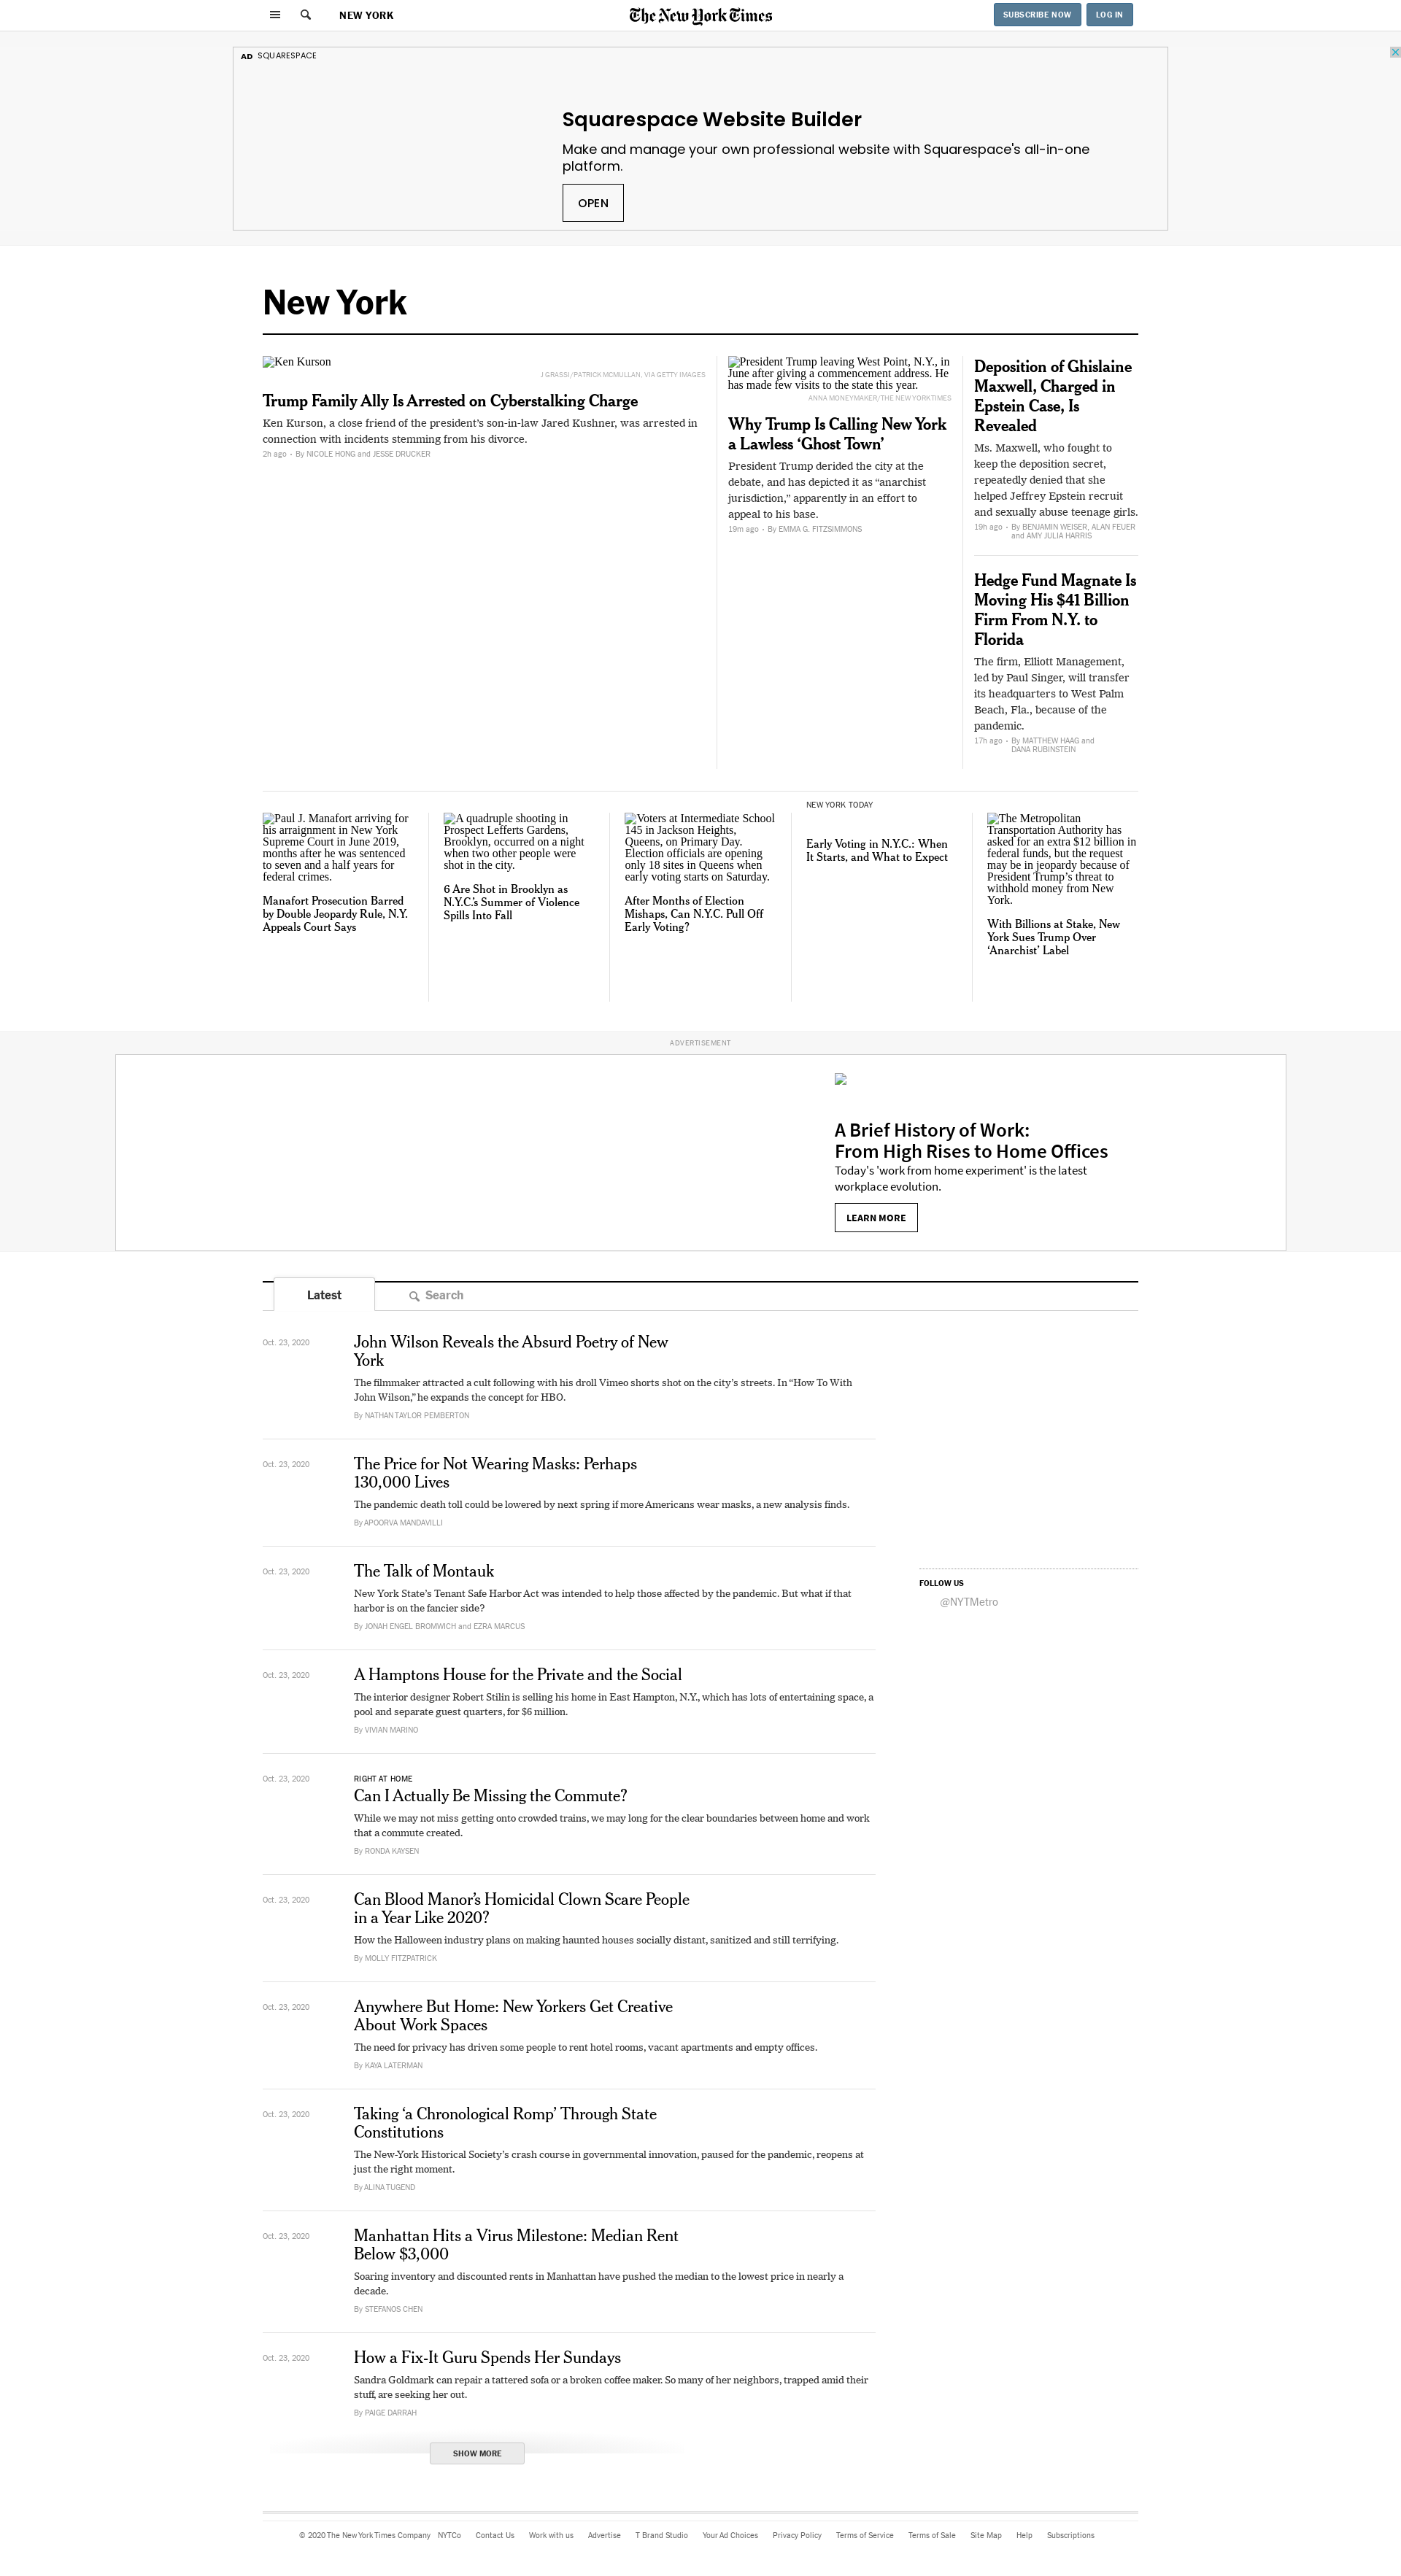 NEW YORK
The New York Times
SUBSCRIBE NOW
LOG IN
AD SQUARESPACE
Squarespace Website Builder
Make and manage your own professional website with Squarespace's all-in-one
platform.
OPEN
New York
Ken Kurson
J GRASSI/PATRICK MCMULLAN, VIA GETTY IMAGES
Trump Family Ally Is Arrested on Cyberstalking Charge
Ken Kurson, a close friend of the president’s son-in-law Jared Kushner, was arrested in
connection with incidents stemming from his divorce.
2h ago • By NICOLE HONG and JESSE DRUCKER
President Trump leaving West Point, N.Y., in
June after giving a commencement address. He
has made few visits to the state this year.
ANNA MONEYMAKER/THE NEW YORK TIMES
Why Trump Is Calling New York
a Lawless ‘Ghost Town’
President Trump derided the city at the
debate, and has depicted it as “anarchist
jurisdiction,” apparently in an effort to
appeal to his base.
19m ago • By EMMA G. FITZSIMMONS
Deposition of Ghislaine
Maxwell, Charged in
Epstein Case, Is
Revealed
Ms. Maxwell, who fought to
keep the deposition secret,
repeatedly denied that she
helped Jeffrey Epstein recruit
and sexually abuse teenage girls.
19h ago • By BENJAMIN WEISER, ALAN FEUER
and AMY JULIA HARRIS
Hedge Fund Magnate Is
Moving His $41 Billion
Firm From N.Y. to
Florida
The firm, Elliott Management,
led by Paul Singer, will transfer
its headquarters to West Palm
Beach, Fla., because of the
pandemic.
17h ago • By MATTHEW HAAG and
DANA RUBINSTEIN
Paul J. Manafort arriving for
his arraignment in New York
Supreme Court in June 2019,
months after he was sentenced
to seven and a half years for
federal crimes.
Manafort Prosecution Barred
by Double Jeopardy Rule, N.Y.
Appeals Court Says
A quadruple shooting in
Prospect Lefferts Gardens,
Brooklyn, occurred on a night
when two other people were
shot in the city.
6 Are Shot in Brooklyn as
N.Y.C.’s Summer of Violence
Spills Into Fall
Voters at Intermediate School
145 in Jackson Heights,
Queens, on Primary Day.
Election officials are opening
only 18 sites in Queens when
early voting starts on Saturday.
After Months of Election
Mishaps, Can N.Y.C. Pull Off
Early Voting?
NEW YORK TODAY
Early Voting in N.Y.C.: When
It Starts, and What to Expect
The Metropolitan
Transportation Authority has
asked for an extra $12 billion in
federal funds, but the request
may be in jeopardy because of
President Trump’s threat to
withhold money from New
York.
With Billions at Stake, New
York Sues Trump Over
‘Anarchist’ Label
ADVERTISEMENT
A Brief History of Work:
From High Rises to Home Offices
Today's 'work from home experiment' is the latest
workplace evolution.
LEARN MORE
Latest
Search
Oct. 23, 2020
John Wilson Reveals the Absurd Poetry of New
York
The filmmaker attracted a cult following with his droll Vimeo shorts shot on the city’s streets. In “How To With
John Wilson,” he expands the concept for HBO.
By NATHAN TAYLOR PEMBERTON
Oct. 23, 2020
The Price for Not Wearing Masks: Perhaps
130,000 Lives
The pandemic death toll could be lowered by next spring if more Americans wear masks, a new analysis finds.
By APOORVA MANDAVILLI
Oct. 23, 2020
The Talk of Montauk
New York State’s Tenant Safe Harbor Act was intended to help those affected by the pandemic. But what if that
harbor is on the fancier side?
By JONAH ENGEL BROMWICH and EZRA MARCUS
FOLLOW US
@NYTMetro
Oct. 23, 2020
A Hamptons House for the Private and the Social
The interior designer Robert Stilin is selling his home in East Hampton, N.Y., which has lots of entertaining space, a
pool and separate guest quarters, for $6 million.
By VIVIAN MARINO
Oct. 23, 2020
RIGHT AT HOME
Can I Actually Be Missing the Commute?
While we may not miss getting onto crowded trains, we may long for the clear boundaries between home and work
that a commute created.
By RONDA KAYSEN
Oct. 23, 2020
Can Blood Manor’s Homicidal Clown Scare People
in a Year Like 2020?
How the Halloween industry plans on making haunted houses socially distant, sanitized and still terrifying.
By MOLLY FITZPATRICK
Oct. 23, 2020
Anywhere But Home: New Yorkers Get Creative
About Work Spaces
The need for privacy has driven some people to rent hotel rooms, vacant apartments and empty offices.
By KAYA LATERMAN
Oct. 23, 2020
Taking ‘a Chronological Romp’ Through State
Constitutions
The New-York Historical Society’s crash course in governmental innovation, paused for the pandemic, reopens at
just the right moment.
By ALINA TUGEND
Oct. 23, 2020
Manhattan Hits a Virus Milestone: Median Rent
Below $3,000
Soaring inventory and discounted rents in Manhattan have pushed the median to the lowest price in nearly a
decade.
By STEFANOS CHEN
Oct. 23, 2020
How a Fix-It Guru Spends Her Sundays
Sandra Goldmark can repair a tattered sofa or a broken coffee maker. So many of her neighbors, trapped amid their
stuff, are seeking her out.
By PAIGE DARRAH
SHOW MORE
© 2020 The New York Times Company NYTCo Contact Us Work with us Advertise T Brand Studio Your Ad Choices Privacy Policy Terms of Service Terms of Sale Site Map Help Subscriptions